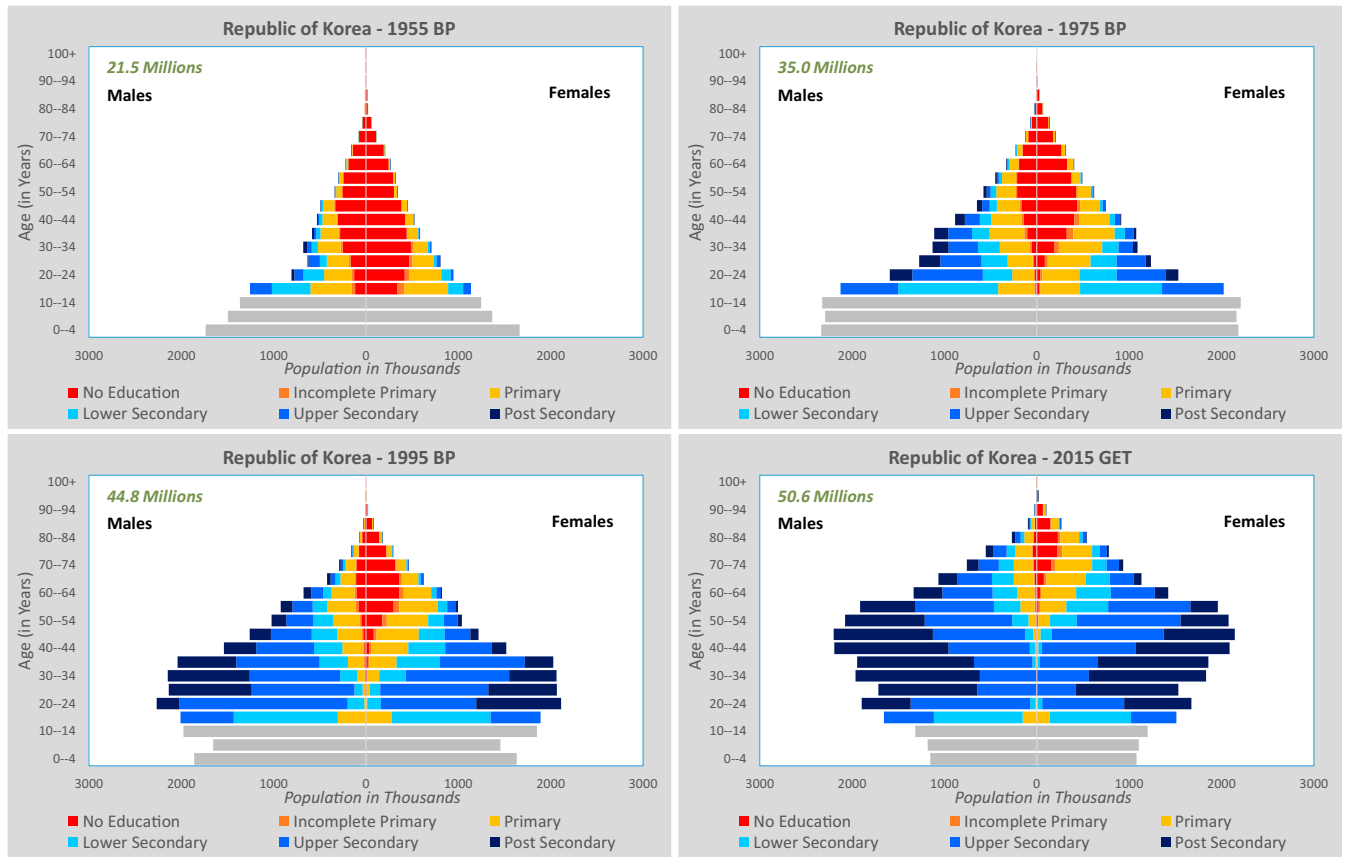 Republic of Korea - 1955 BP
21.5 Millions
Males
Females
Age (in Years)
100+
90--94
80--84
70--74
60--64
50--54
40--44
30--34
20--24
10--14
0--4
3000 2000 1000 0 1000 2000 3000
Population in Thousands
No Education Incomplete Primary Primary
Lower Secondary Upper Secondary Post Secondary
Republic of Korea - 1975 BP
35.0 Millions
Males
Females
Age (in Years)
100+
90--94
80--84
70--74
60--64
50--54
40--44
30--34
20--24
10--14
0--4
3000 2000 1000 0 1000 2000 3000
Population in Thousands
No Education Incomplete Primary Primary
Lower Secondary Upper Secondary Post Secondary
Republic of Korea - 1995 BP
44.8 Millions
Males
Females
Age (in Years)
100+
90--94
80--84
70--74
60--64
50--54
40--44
30--34
20--24
10--14
0--4
3000 2000 1000 0 1000 2000 3000
Population in Thousands
No Education Incomplete Primary Primary
Lower Secondary Upper Secondary Post Secondary
Republic of Korea - 2015 GET
50.6 Millions
Males
Females
Age (in Years)
100+
90--94
80--84
70--74
60--64
50--54
40--44
30--34
20--24
10--14
0--4
3000 2000 1000 0 1000 2000 3000
Population in Thousands
No Education Incomplete Primary Primary
Lower Secondary Upper Secondary Post Secondary